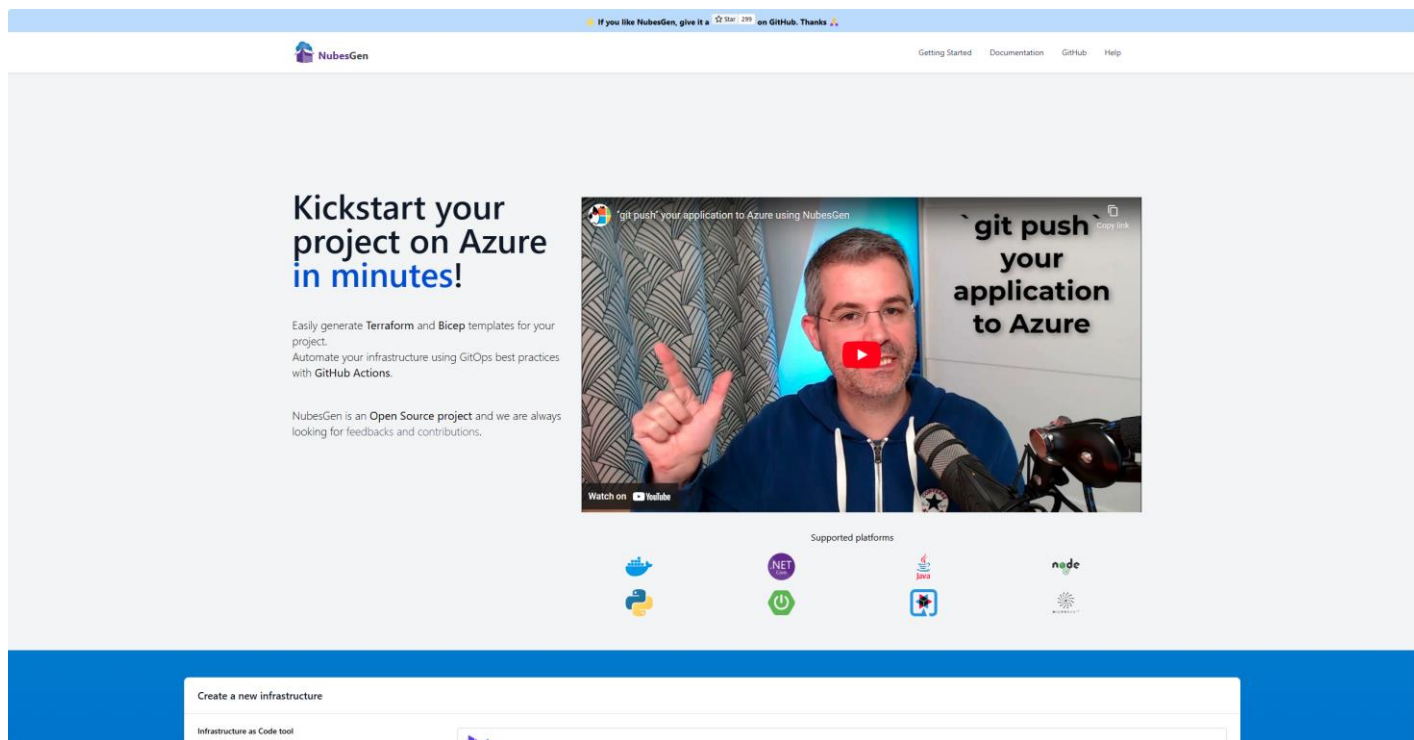 If you like NubesGen, give it a Star 299 on GitHub. Thanks
NubesGen
Getting Started Documentation GitHub Help
Kickstart your
project on Azure
in minutes!
Easily generate Terraform and Bicep templates for your
project.
Automate your infrastructure using GitOps best practices
with GitHub Actions.
NubesGen is an Open Source project and we are always
looking for feedbacks and contributions.
"git push" your application to Azure using NubesGen
Copy link
`git push`
your
application
to Azure
Watch on YouTube
Supported platforms
.NET
Core
Java
node
Create a new infrastructure
Infrastructure as Code tool